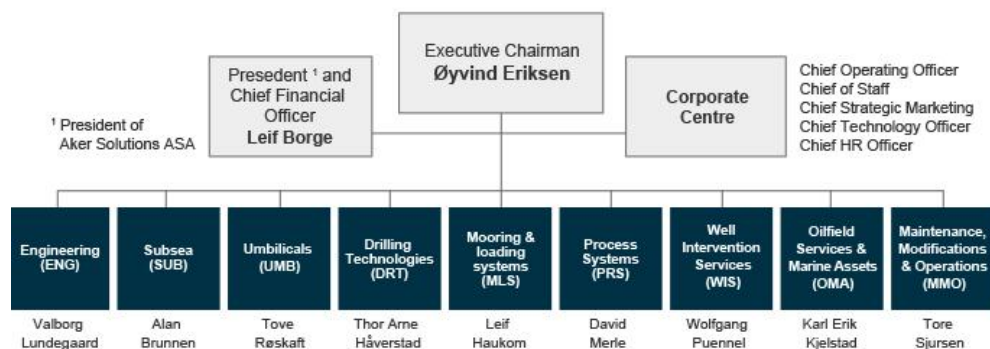 Executive Chairman
Øyvind Eriksen
Presedent ¹ and
Chief Financial
Officer
Leif Borge
¹ President of
Aker Solutions ASA
Corporate
Centre
Chief Operating Officer
Chief of Staff
Chief Strategic Marketing
Chief Technology Officer
Chief HR Officer
Engineering
(ENG)
Subsea
(SUB)
Umbilicals
(UMB)
Drilling
Technologies
(DRT)
Mooring &
loading
systems
(MLS)
Process
Systems
(PRS)
Well
Intervention
Services
(WIS)
Oilfield
Services &
Marine Assets
(OMA)
Maintenance,
Modifications
& Operations
(MMO)
Valborg
Lundegaard
Alan
Brunnen
Tove
Røskaft
Thor Arne
Håverstad
Leif
Haukom
David
Merle
Wolfgang
Puennel
Karl Erik
Kjelstad
Tore
Sjursen